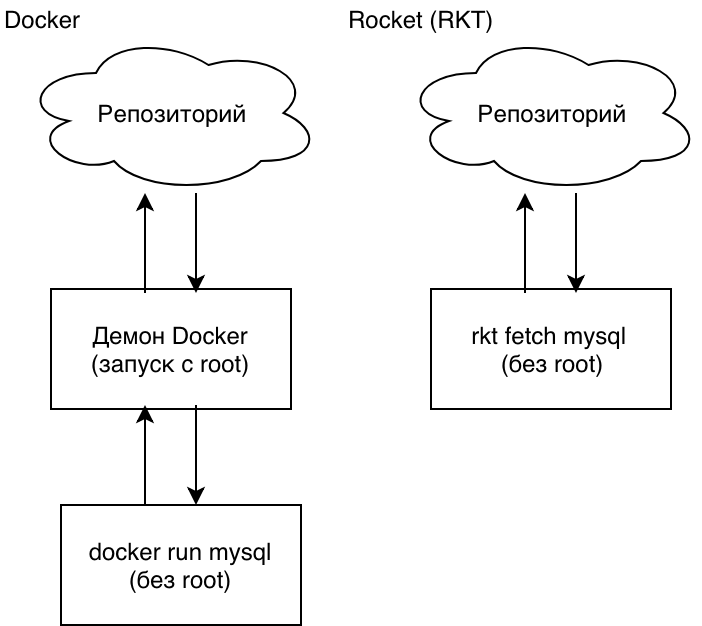 Docker
Rocket (RKT)
Репозиторий
Репозиторий
Демон Docker
(запуск с root)
rkt fetch mysql
(без root)
docker run mysql
(без root)